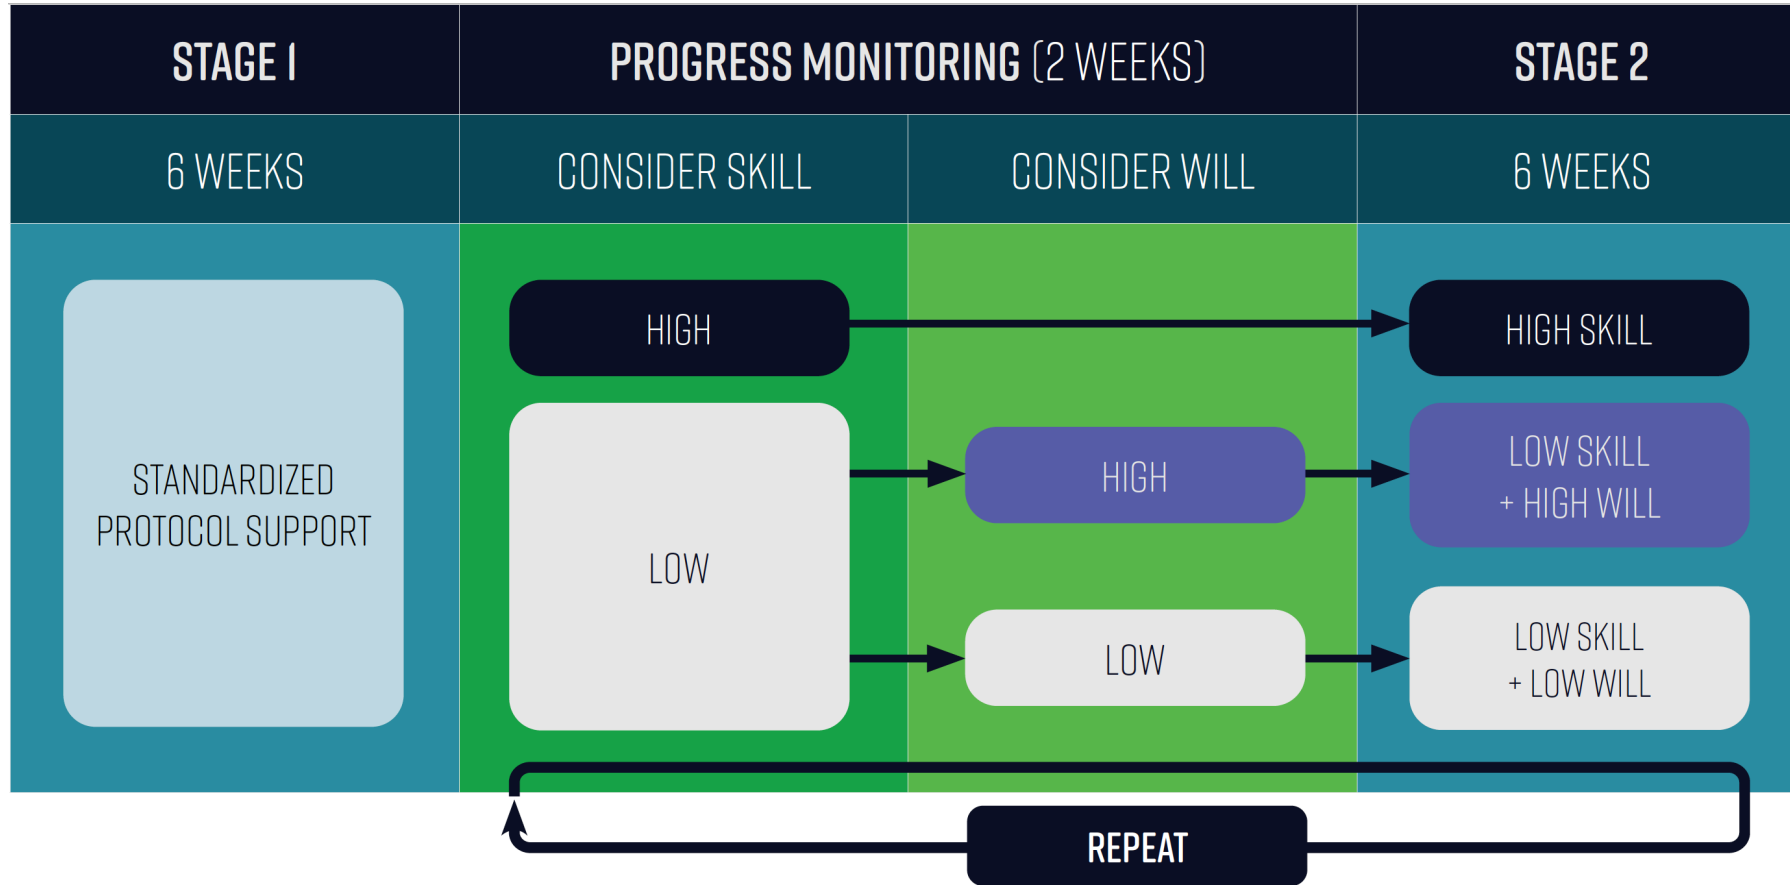 STAGE 1
PROGRESS MONITORING (2 WEEKS)
STAGE 2
6 WEEKS
CONSIDER SKILL
CONSIDER WILL
6 WEEKS
STANDARDIZED
PROTOCOL SUPPORT
HIGH
LOW
HIGH
LOW
HIGH SKILL
LOW SKILL
+ HIGH WILL
LOW SKILL
+ LOW WILL
REPEAT